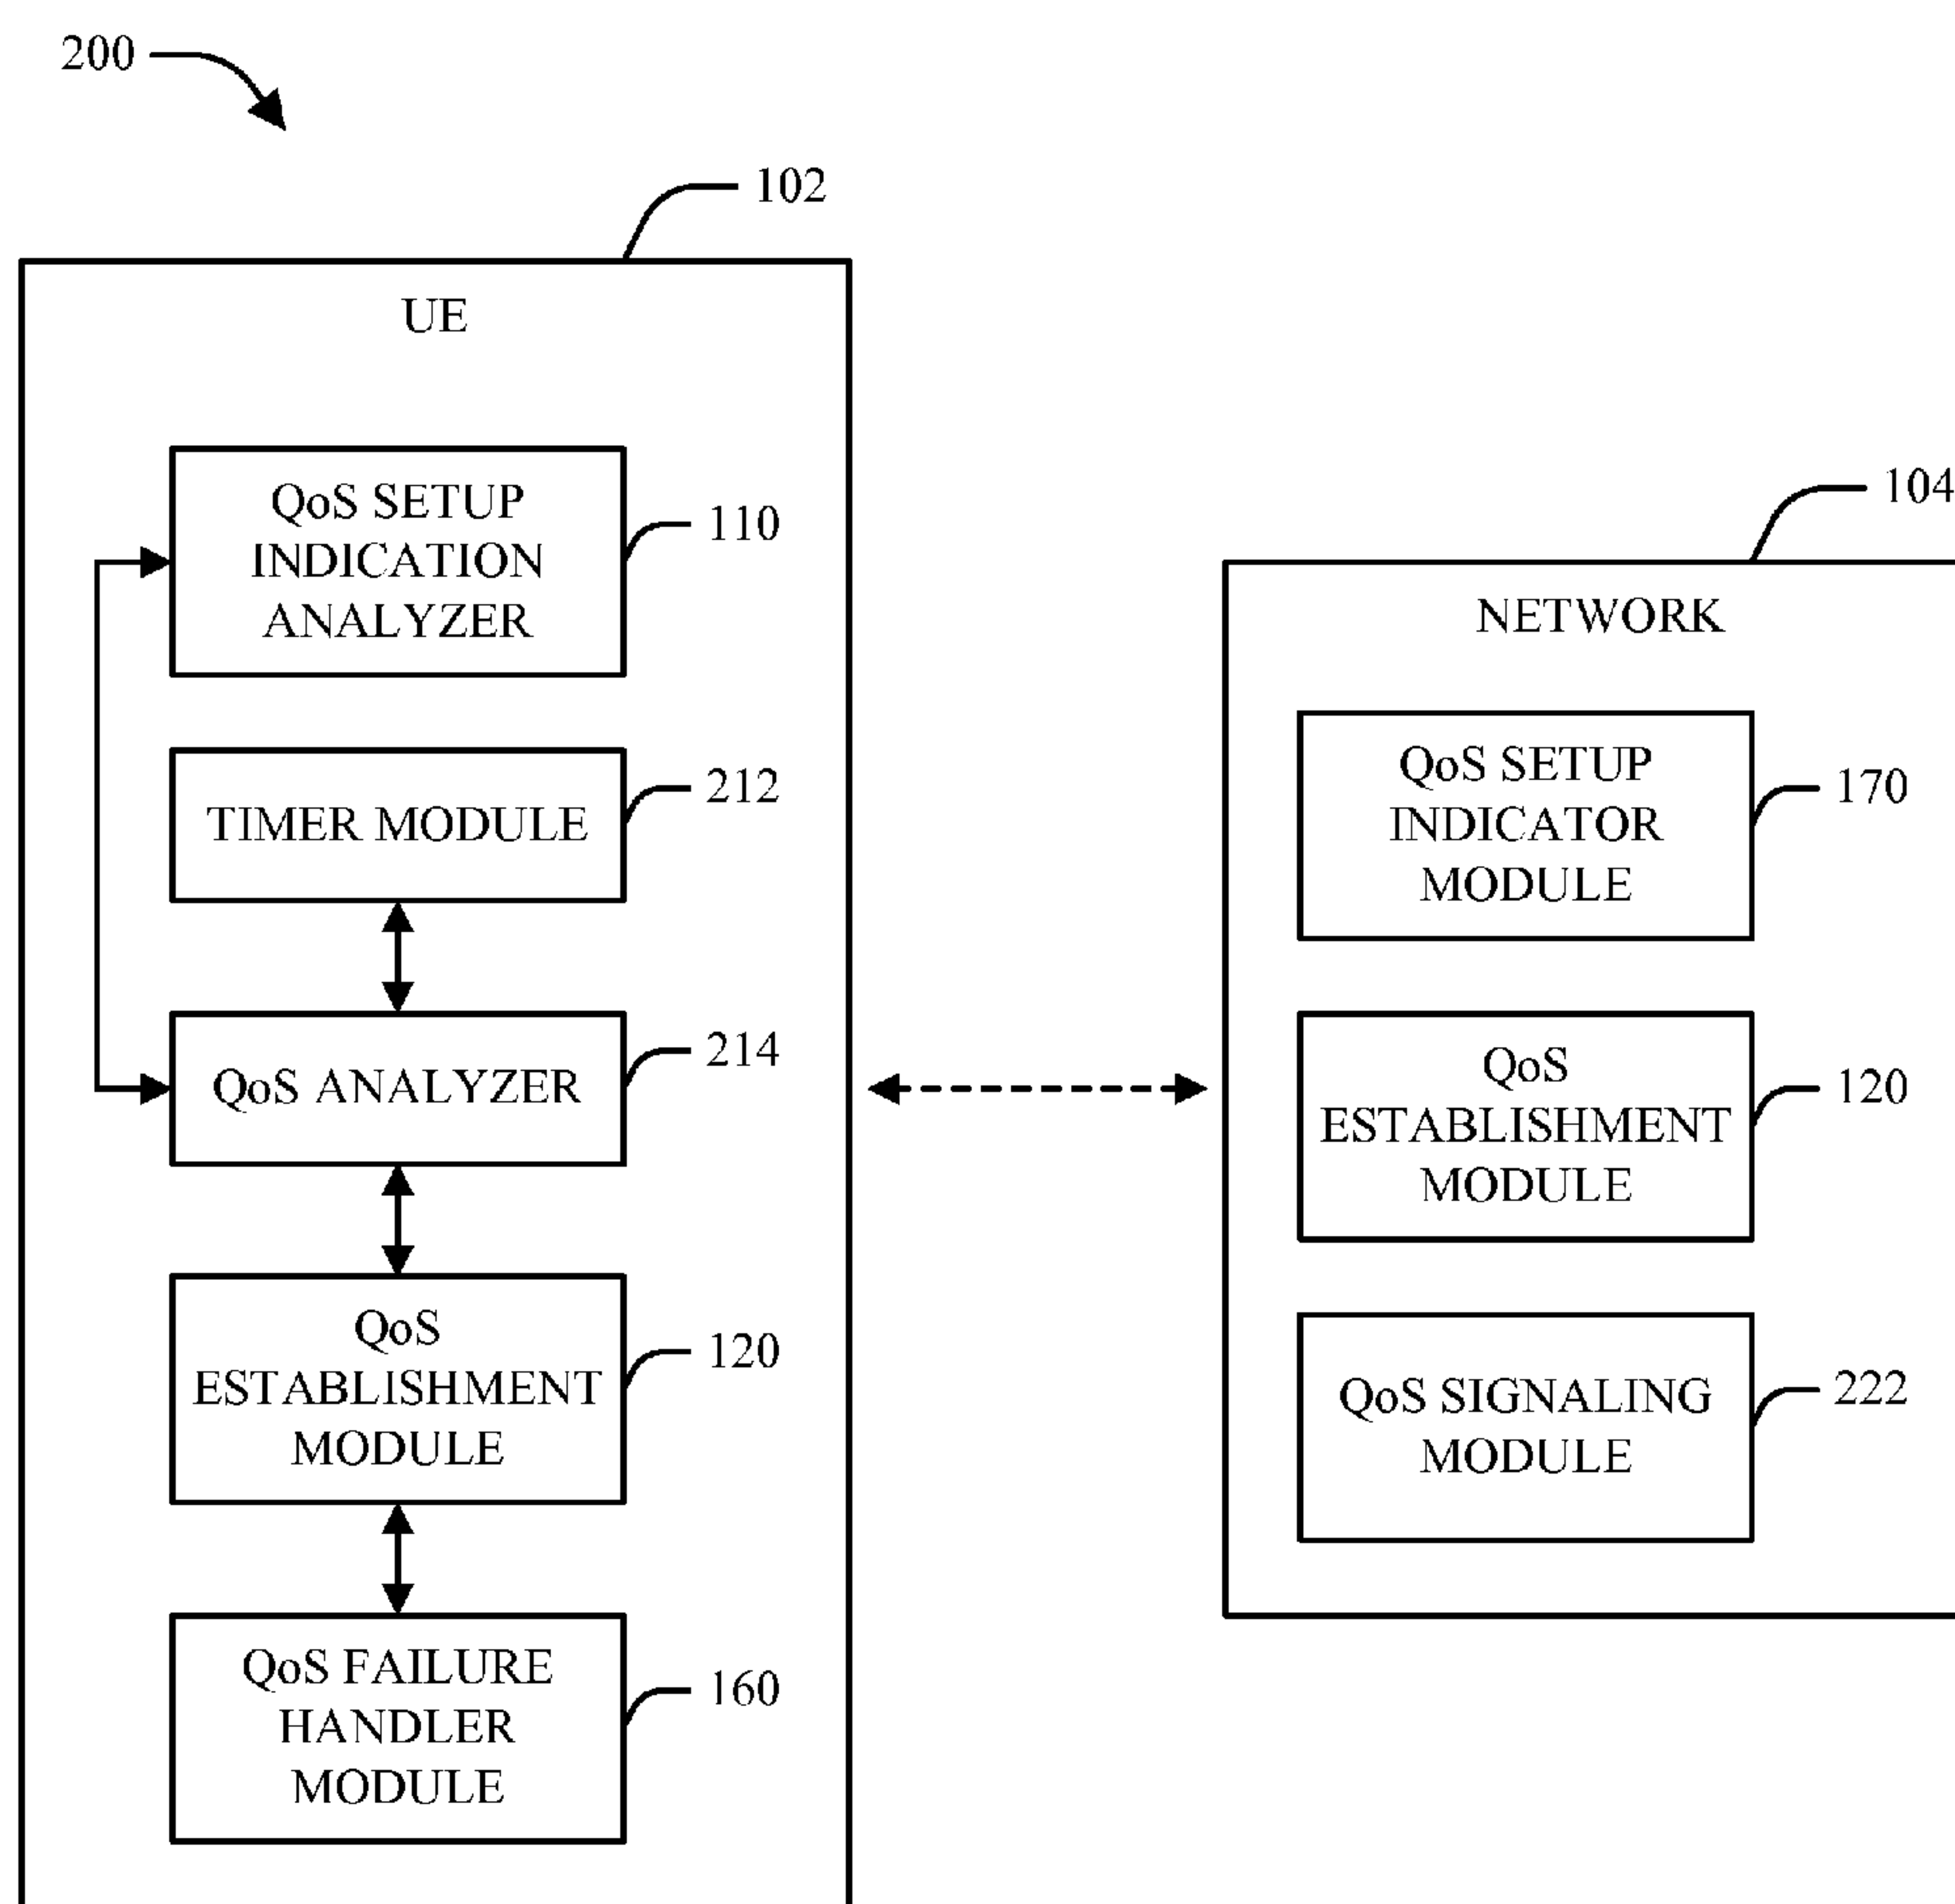 200
102
UE
QoS SETUP
INDICATION
ANALYZER
110
TIMER MODULE
212
QoS ANALYZER
214
QoS
ESTABLISHMENT
MODULE
120
QoS FAILURE
HANDLER
MODULE
160
104
NETWORK
QoS SETUP
INDICATOR
MODULE
170
QoS
ESTABLISHMENT
MODULE
120
QoS SIGNALING
MODULE
222